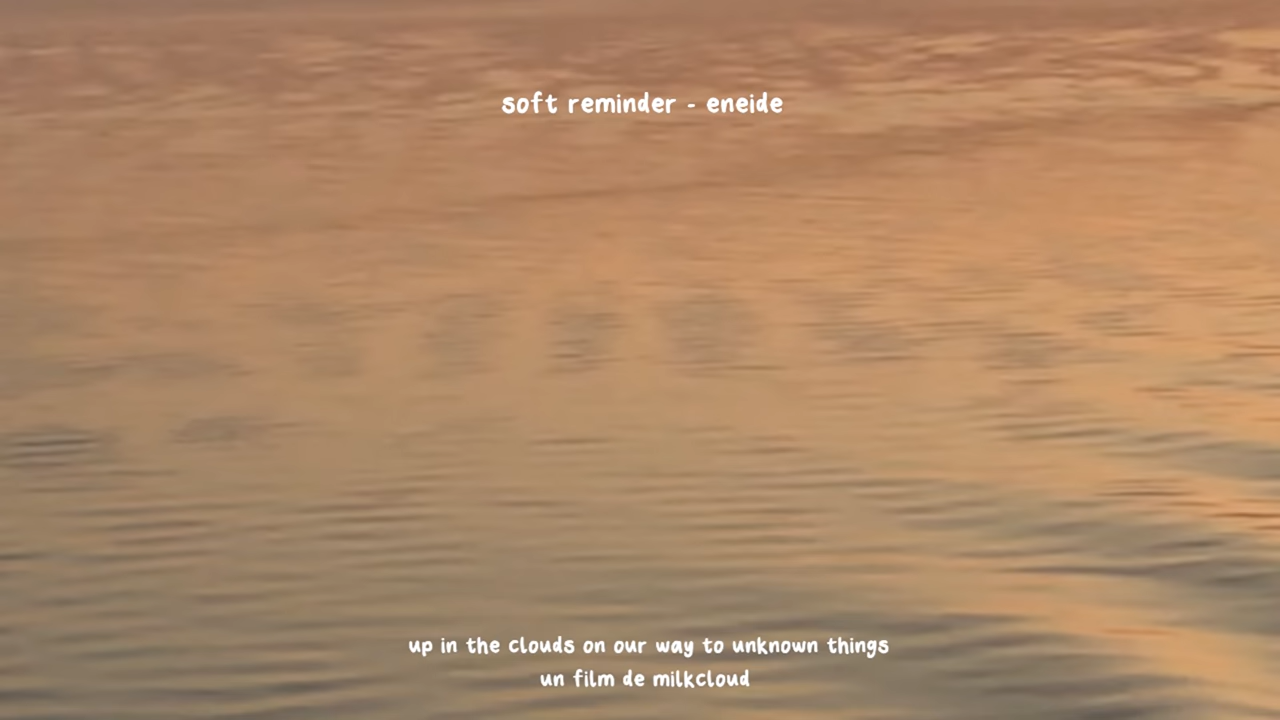 soft reminder - eneide
up in the clouds on our way to unknown things
un film de milkcloud